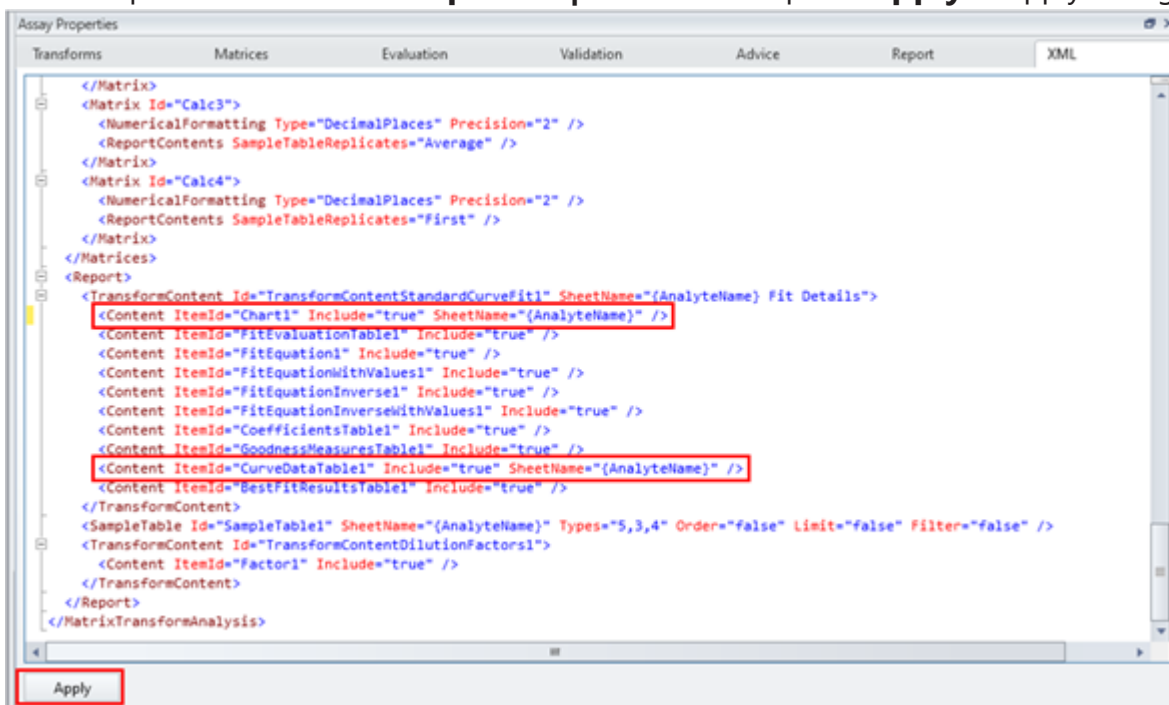 Apply
Assay Properties
Transforms Matrices Evaluation Validation Advice Report XML
</Matrix>
<Matrix Id="Calc3">
<NumericalFormatting Type="DecimalPlaces" Precision="2" />
<ReportContents SampleTableReplicates="Average" />
</Matrix>
<Matrix Id="Calc4">
<NumericalFormatting Type="DecimalPlaces" Precision="2" />
<ReportContents SampleTableReplicates="First" />
</Matrix>
</Matrices>
<Report>
<TransformContent Id="TransformContentStandardCurveFit1" SheetName="{AnalyteName} Fit Details">
<Content ItemId="Chart1" Include="true" SheetName="{AnalyteName}" />
<Content ItemId="FitEvaluationTable1" Include="true" />
<Content ItemId="FitEquation1" Include="true" />
<Content ItemId="FitEquationWithValues1" Include="true" />
<Content ItemId="FitEquationInverse1" Include="true" />
<Content ItemId="FitEquationInverseWithValues1" Include="true" />
<Content ItemId="CoefficientsTable1" Include="true" />
<Content ItemId="GoodnessMeasuresTable1" Include="true" />
<Content ItemId="CurveDataTable1" Include="true" SheetName="{AnalyteName}" />
<Content ItemId="BestFitResultsTable1" Include="true" />
</TransformContent>
<SampleTable Id="SampleTable1" SheetName="{AnalyteName}" Types="5,3,4" Order="false" Limit="false" Filter="false" />
<TransformContent Id="TransformContentDilutionFactors1">
<Content ItemId="Factor1" Include="true" />
</TransformContent>
</Report>
</MatrixTransformAnalysis>
Apply